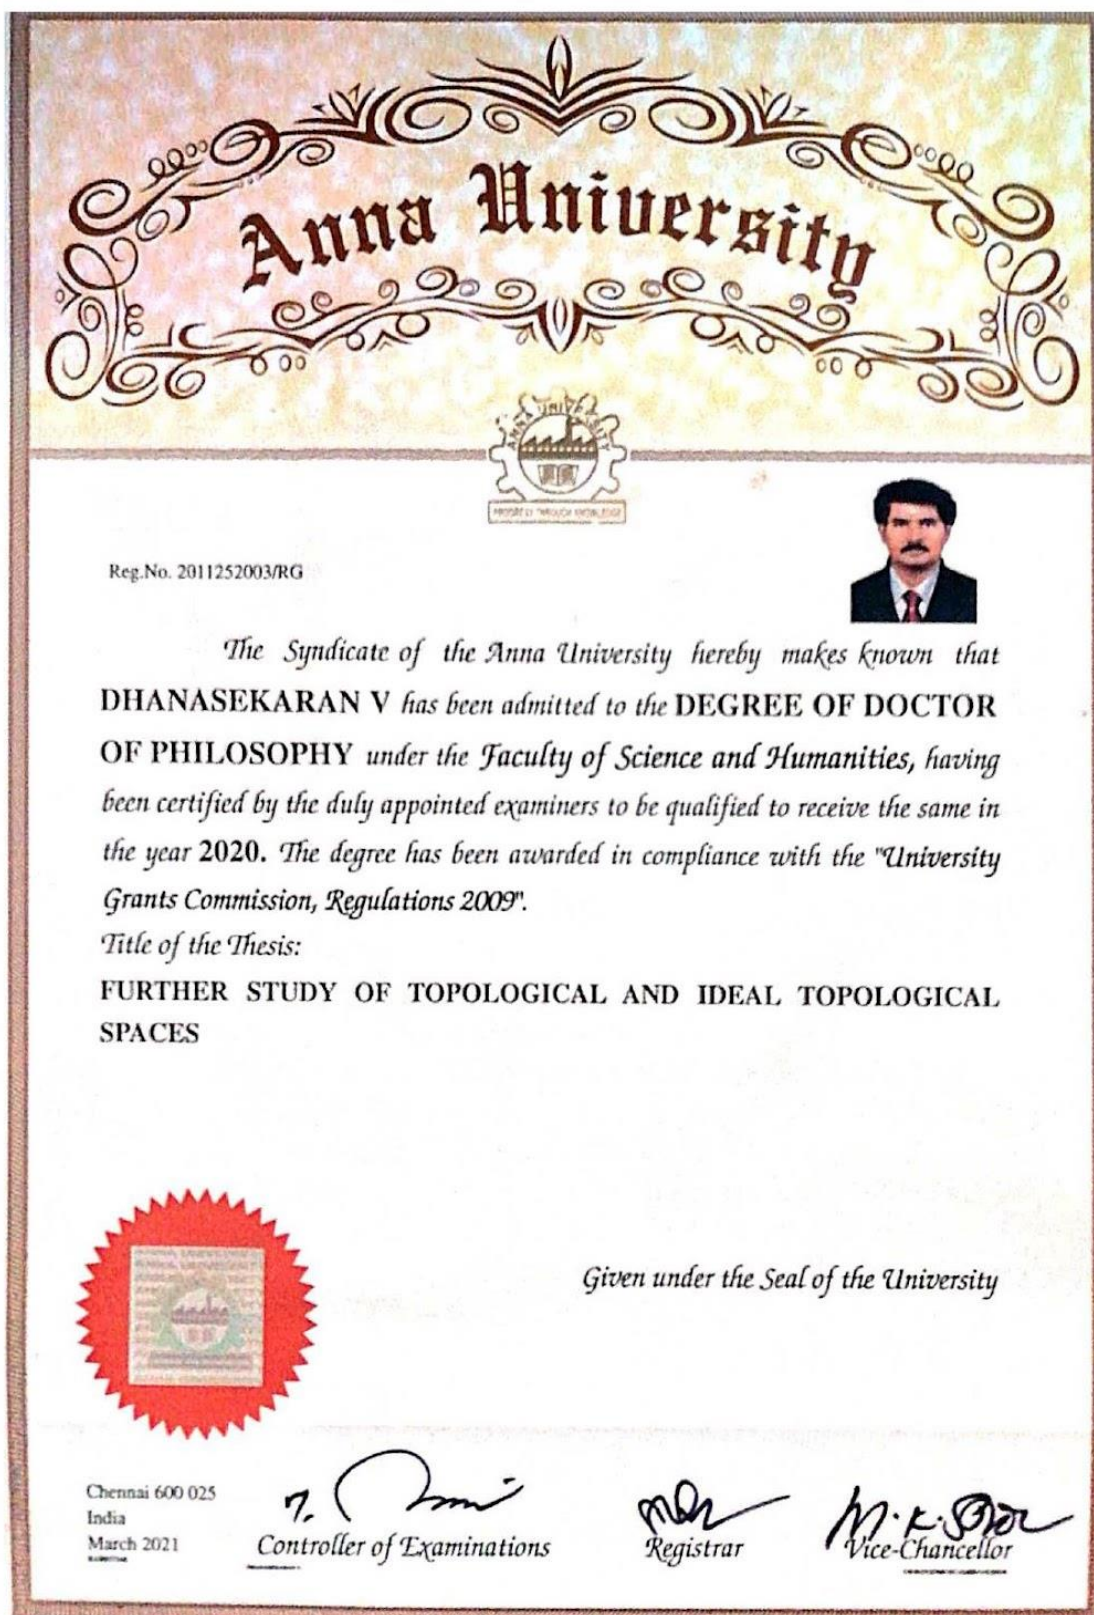 Anna University
ANNA UNIVERSITY
PROGRESS THROUGH KNOWLEDGE
Reg.No. 2011252003/RG
The Syndicate of the Anna University hereby makes known that
DHANASEKARAN V has been admitted to the DEGREE OF DOCTOR
OF PHILOSOPHY under the Faculty of Science and Humanities, having
been certified by the duly appointed examiners to be qualified to receive the same in
the year 2020. The degree has been awarded in compliance with the "University
Grants Commission, Regulations 2009".
Title of the Thesis:
FURTHER STUDY OF TOPOLOGICAL AND IDEAL TOPOLOGICAL
SPACES
Given under the Seal of the University
Chennai 600 025
India
March 2021
Controller of Examinations
Registrar
Vice-Chancellor